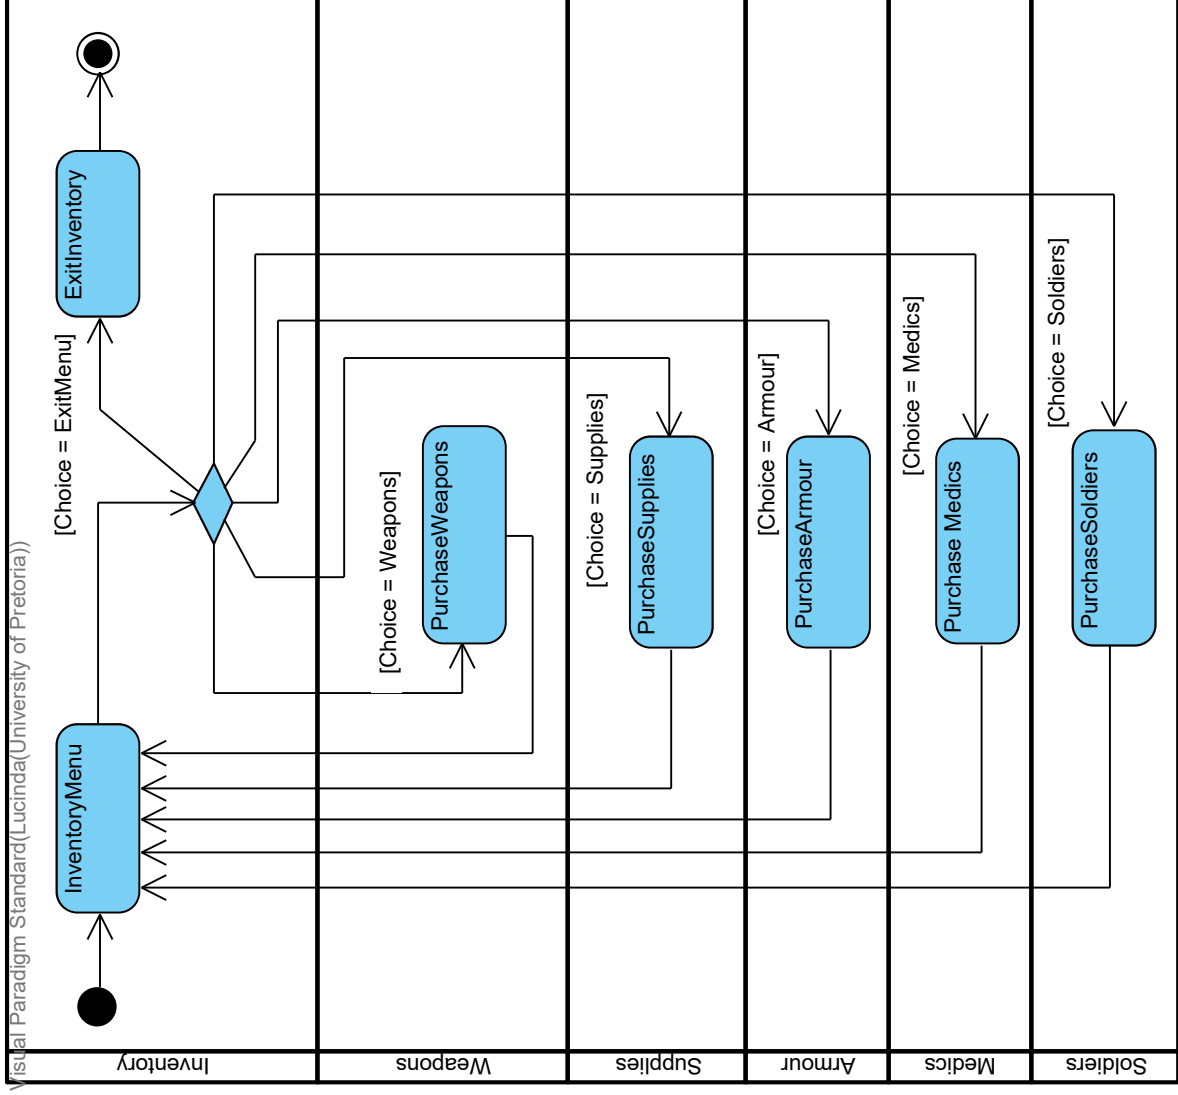 Visual Paradigm Standard(Lucinda(University of Pretoria))
Inventory
InventoryMenu
[Choice = ExitMenu]
ExitInventory
Weapons
[Choice = Weapons]
PurchaseWeapons
Supplies
[Choice = Supplies]
PurchaseSupplies
Armour
[Choice = Armour]
PurchaseArmour
Medics
[Choice = Medics]
Purchase Medics
Soldiers
[Choice = Soldiers]
PurchaseSoldiers